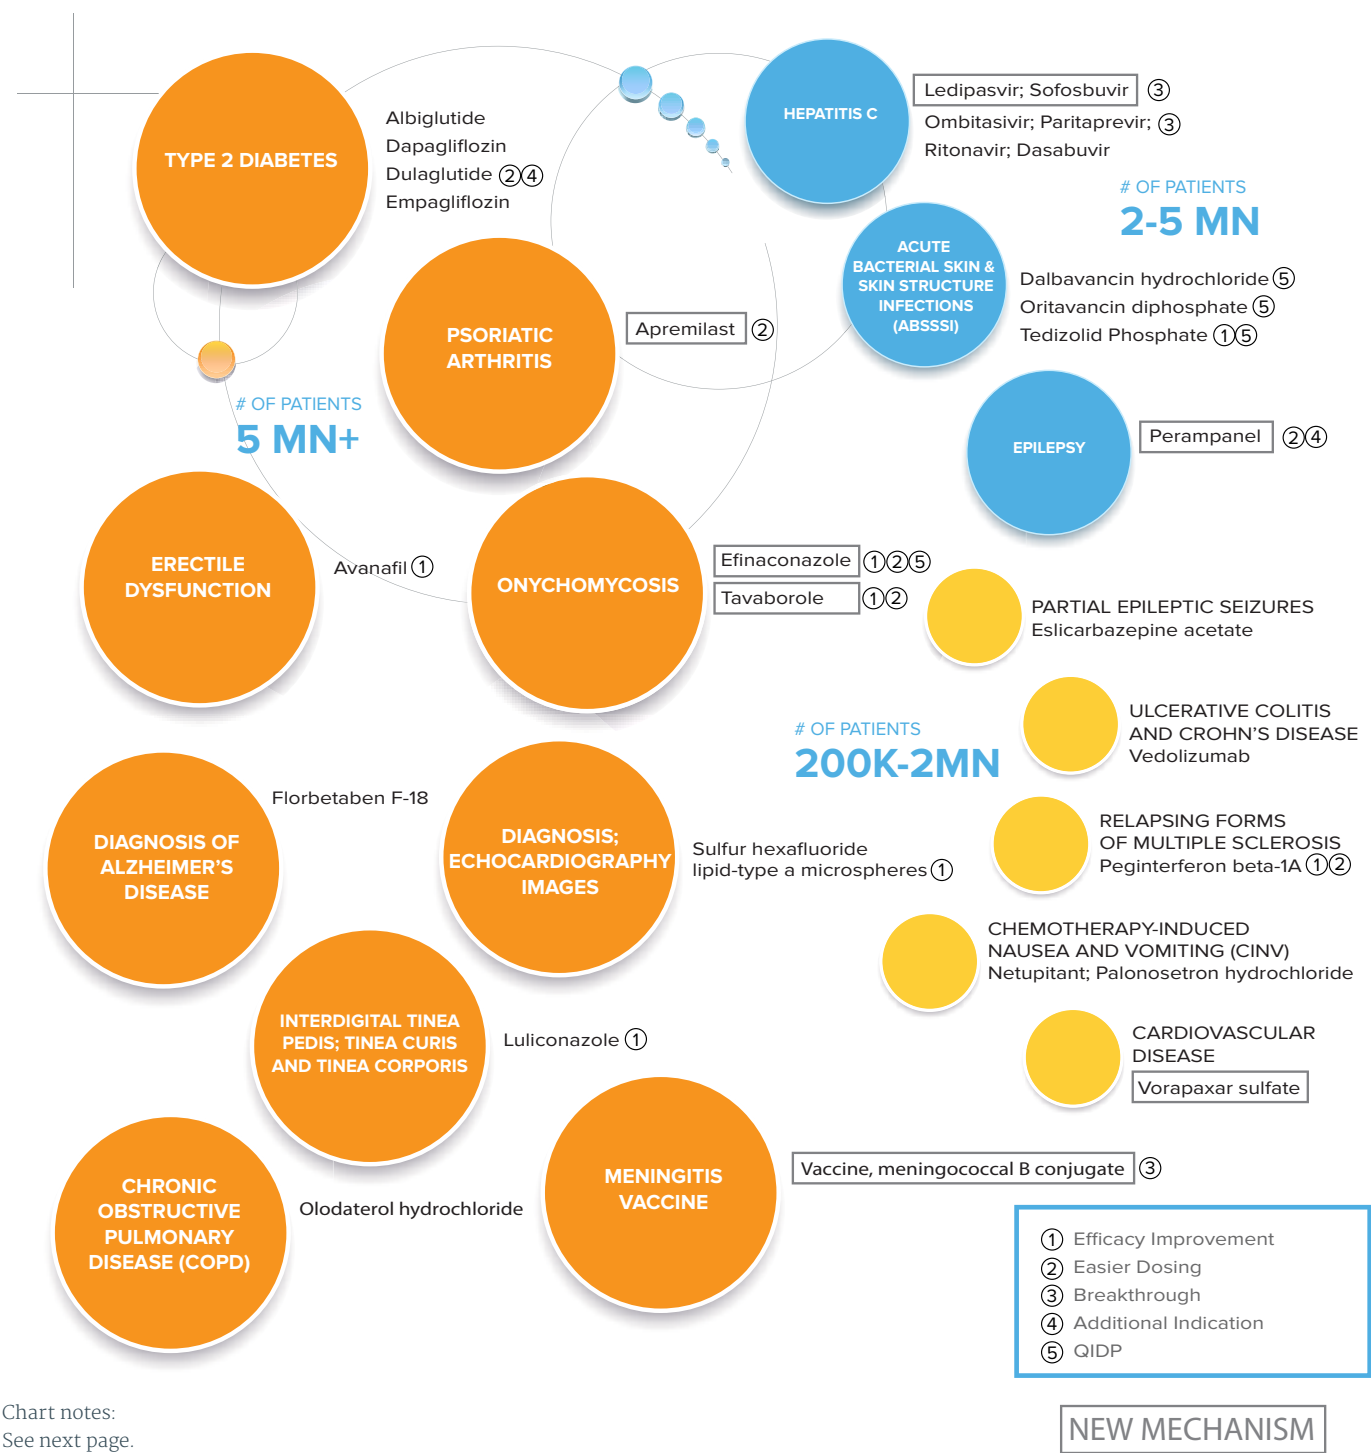 TYPE 2 DIABETES
Albiglutide
Dapagliflozin
Dulaglutide ②④
Empagliflozin
HEPATITIS C
Ledipasvir; Sofosbuvir ③
Ombitasivir; Paritaprevir; ③
Ritonavir; Dasabuvir
# OF PATIENTS
2-5 MN
ACUTE
BACTERIAL SKIN &
SKIN STRUCTURE
INFECTIONS
(ABSSSI)
Dalbavancin hydrochloride ⑤
Oritavancin diphosphate ⑤
Tedizolid Phosphate ①⑤
PSORIATIC
ARTHRITIS
Apremilast ②
# OF PATIENTS
5 MN+
EPILEPSY
Perampanel ②④
ERECTILE
DYSFUNCTION
Avanafil ①
ONYCHOMYCOSIS
Efinaconazole ①②⑤
Tavaborole ①②
PARTIAL EPILEPTIC SEIZURES
Eslicarbazepine acetate
ULCERATIVE COLITIS
AND CROHN'S DISEASE
Vedolizumab
# OF PATIENTS
200K-2MN
DIAGNOSIS OF
ALZHEIMER'S
DISEASE
Florbetaben F-18
DIAGNOSIS;
ECHOCARDIOGRAPHY
IMAGES
Sulfur hexafluoride
lipid-type a microspheres ①
RELAPSING FORMS
OF MULTIPLE SCLEROSIS
Peginterferon beta-1A ①②
CHEMOTHERAPY-INDUCED
NAUSEA AND VOMITING (CINV)
Netupitant; Palonosetron hydrochloride
INTERDIGITAL TINEA
PEDIS; TINEA CURIS
AND TINEA CORPORIS
Luliconazole ①
CARDIOVASCULAR
DISEASE
Vorapaxar sulfate
CHRONIC
OBSTRUCTIVE
PULMONARY
DISEASE (COPD)
Olodaterol hydrochloride
MENINGITIS
VACCINE
Vaccine, meningococcal B conjugate ③
① Efficacy Improvement
② Easier Dosing
③ Breakthrough
④ Additional Indication
⑤ QIDP
Chart notes:
See next page.
NEW MECHANISM